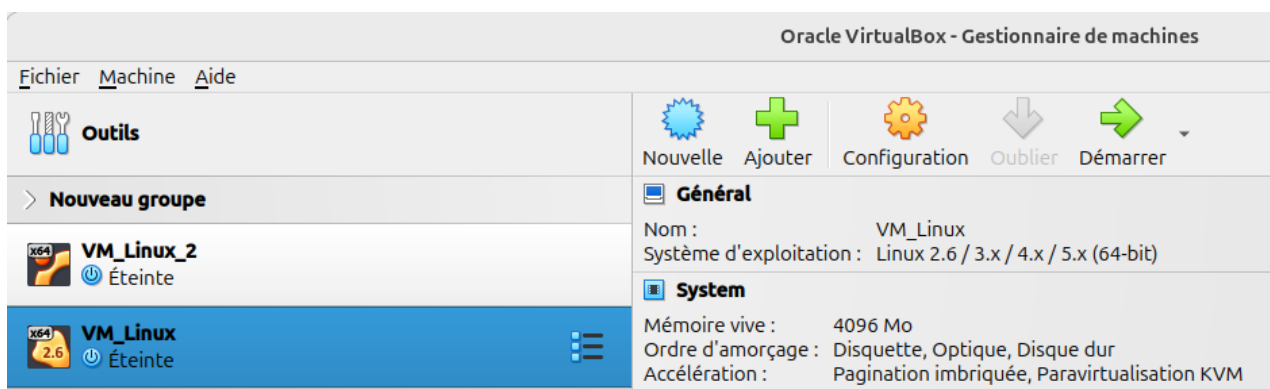 Oracle VirtualBox - Gestionnaire de machines
Fichier Machine Aide
Outils
Nouvelle Ajouter Configuration Oublier Démarrer
Nouveau groupe
x64 VM_Linux_2
Éteinte
x64 2.6 VM_Linux
Éteinte
Général
Nom : VM_Linux
Système d'exploitation : Linux 2.6 / 3.x / 4.x / 5.x (64-bit)
System
Mémoire vive : 4096 Mo
Ordre d'amorçage : Disquette, Optique, Disque dur
Accélération : Pagination imbriquée, Paravirtualisation KVM